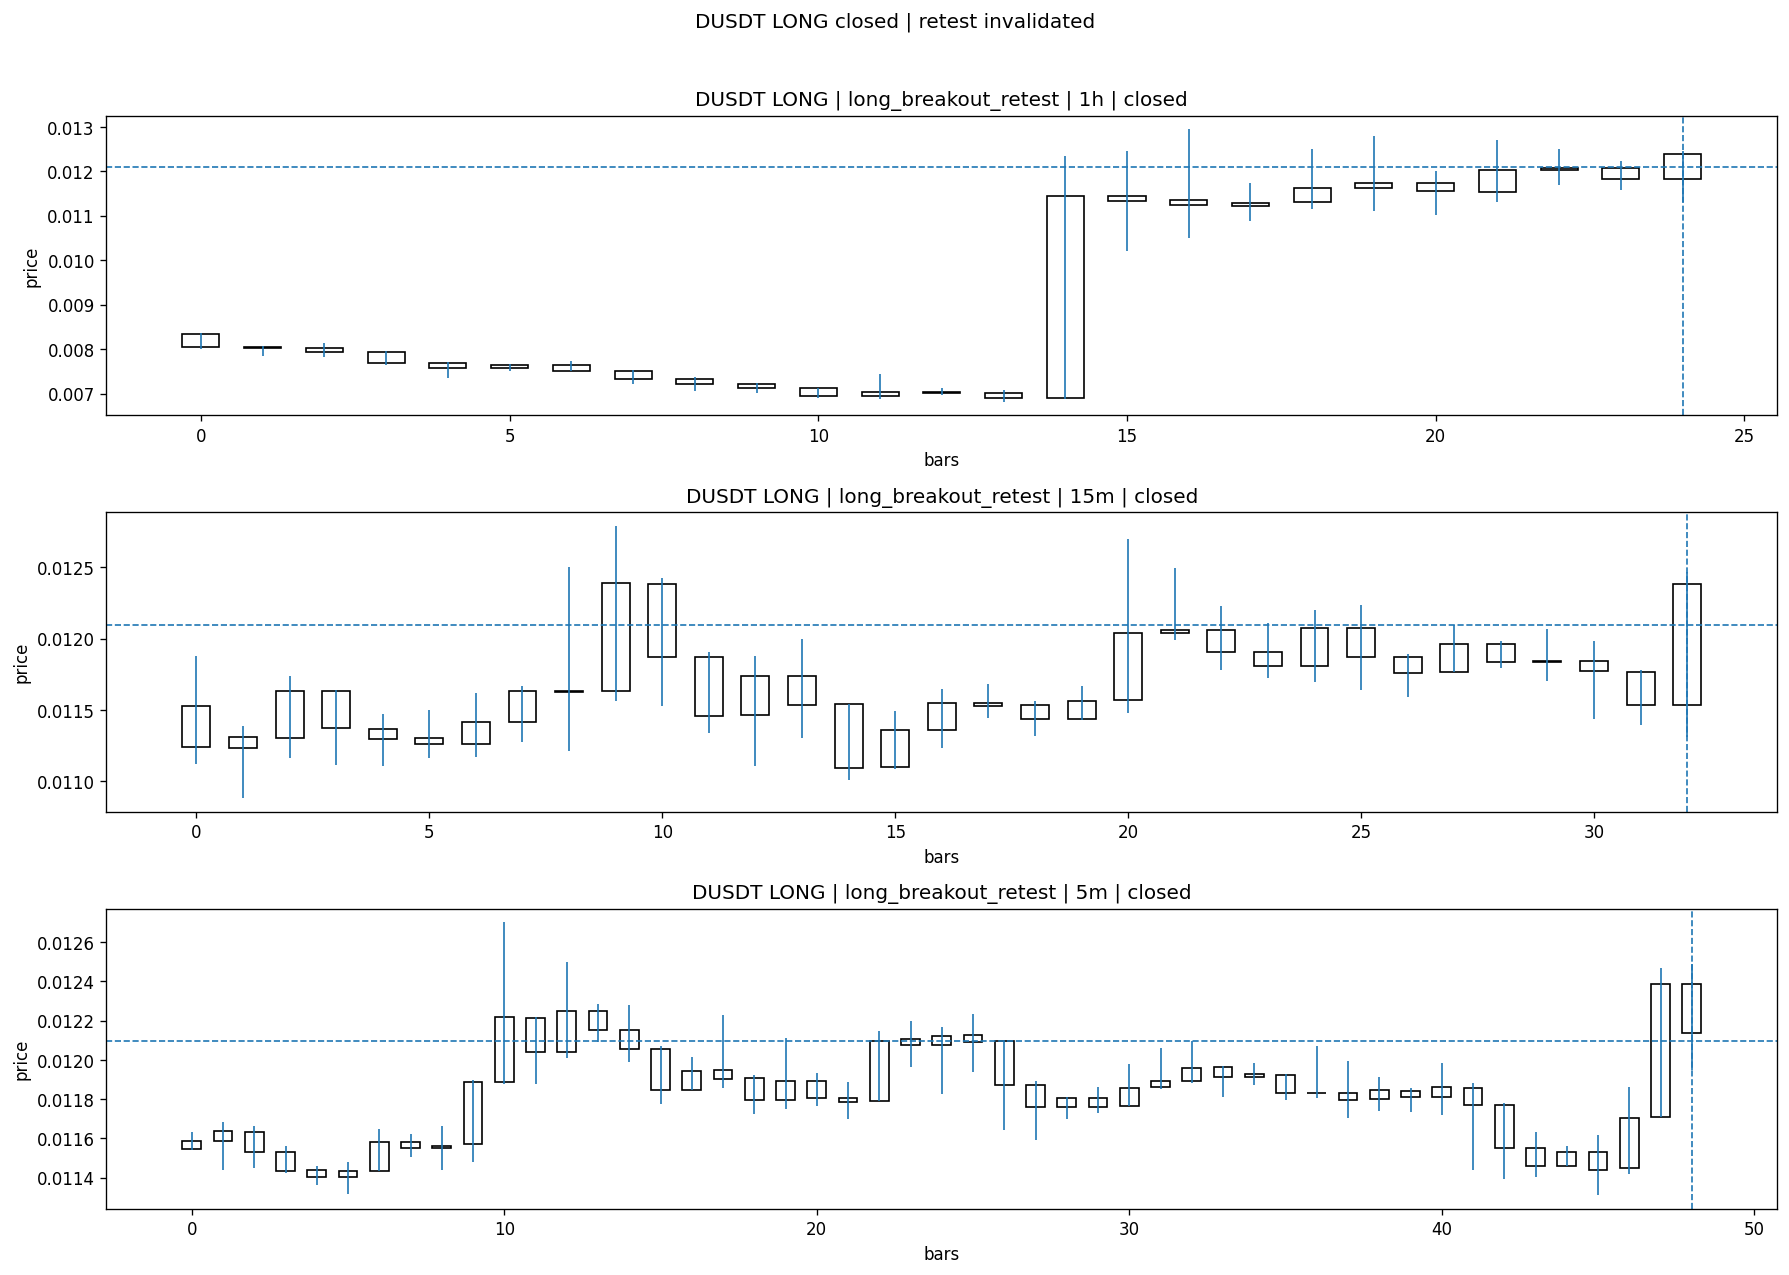 DUSDT LONG closed | retest invalidated
DUSDT LONG | long_breakout_retest | 1h | closed
0.013
0.012
0.011
0.010
0.009
0.008
0.007
price
0 5 10 15 20 25
bars
DUSDT LONG | long_breakout_retest | 15m | closed
0.0125
0.0120
0.0115
0.0110
price
0 5 10 15 20 25 30
bars
DUSDT LONG | long_breakout_retest | 5m | closed
0.0126
0.0124
0.0122
0.0120
0.0118
0.0116
0.0114
price
0 10 20 30 40 50
bars